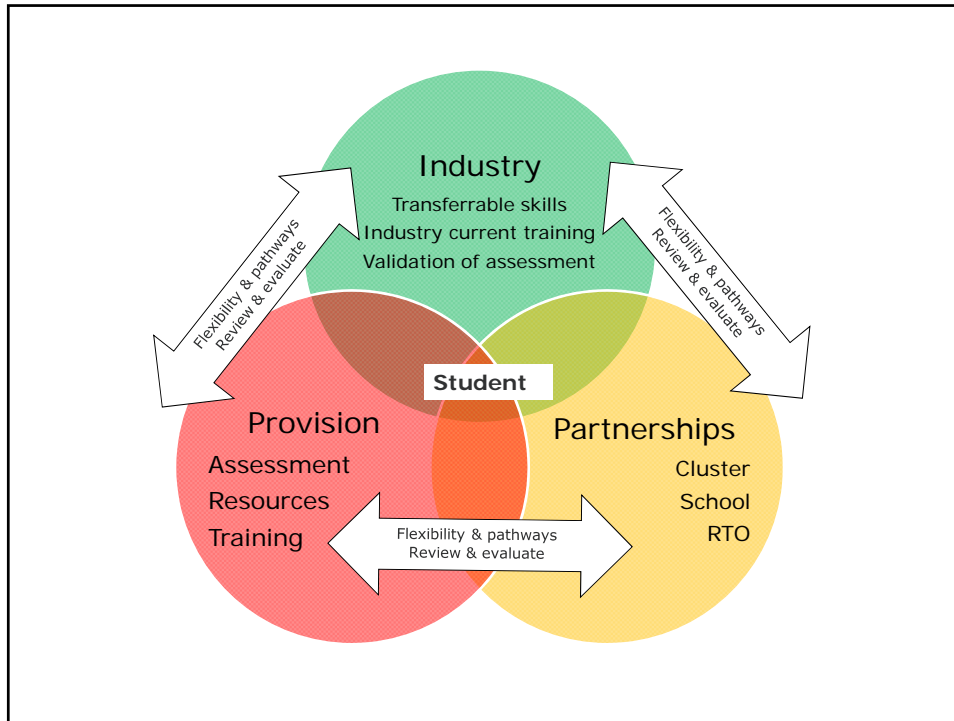 Industry
Transferrable skills
Industry current training
Validation of assessment
Flexibility & pathways
Review & evaluate
Flexibility & pathways
Review & evaluate
Student
Provision
Assessment
Resources
Training
Partnerships
Cluster
School
RTO
Flexibility & pathways
Review & evaluate